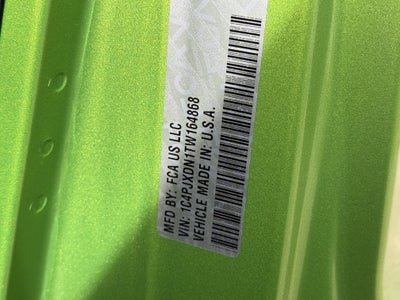 MFD BY: FCA US LLC
VIN: 1C4PJXDN1TW164868
VEHICLE MADE IN: U.S.A.